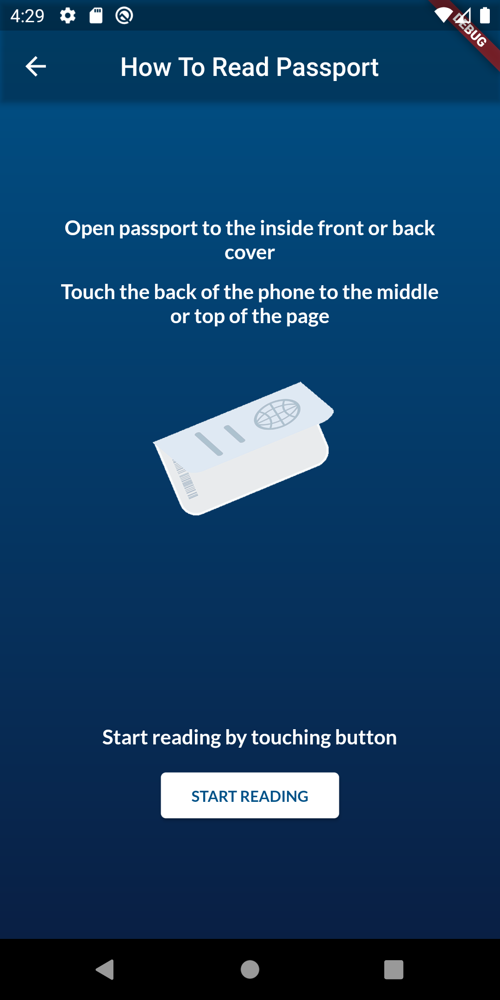 4:29
DEBUG
How To Read Passport
Open passport to the inside front or back
cover
Touch the back of the phone to the middle
or top of the page
Start reading by touching button
START READING